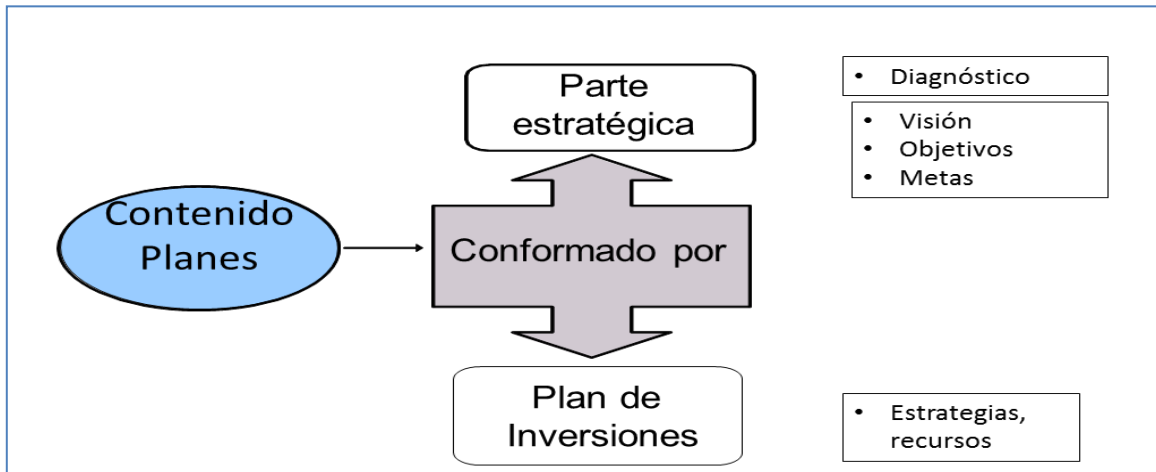 Parte
estratégica
• Diagnóstico
• Visión
• Objetivos
• Metas
Contenido
Planes
Conformado por
Plan de
Inversiones
• Estrategias,
recursos